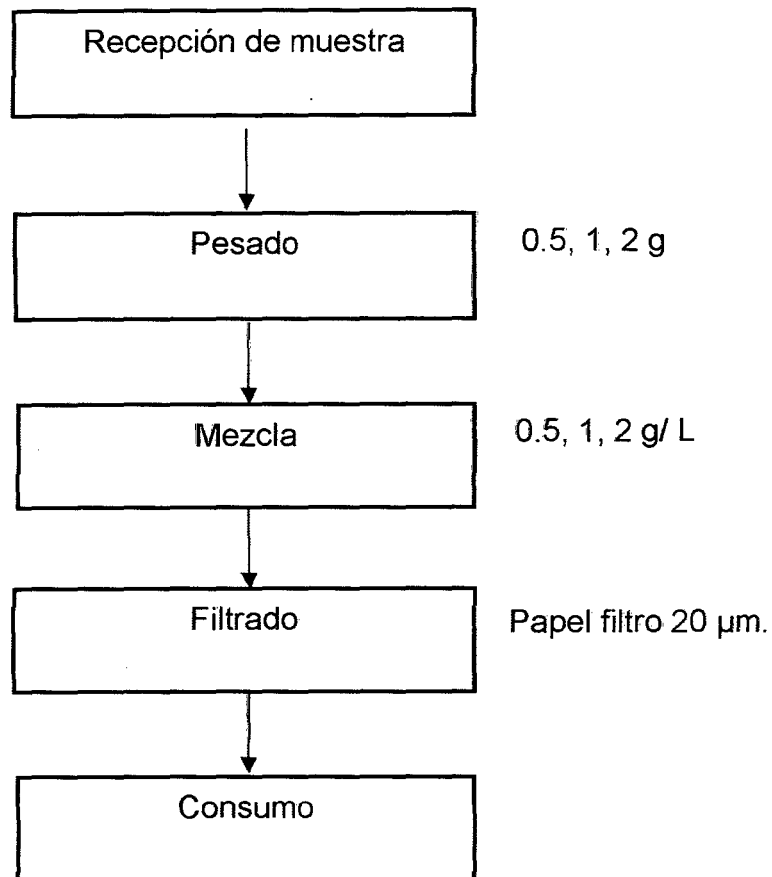 Recepción de muestra
Pesado
0.5, 1, 2 g
Mezcla
0.5, 1, 2 g/ L
Filtrado
Papel filtro 20 µm.
Consumo